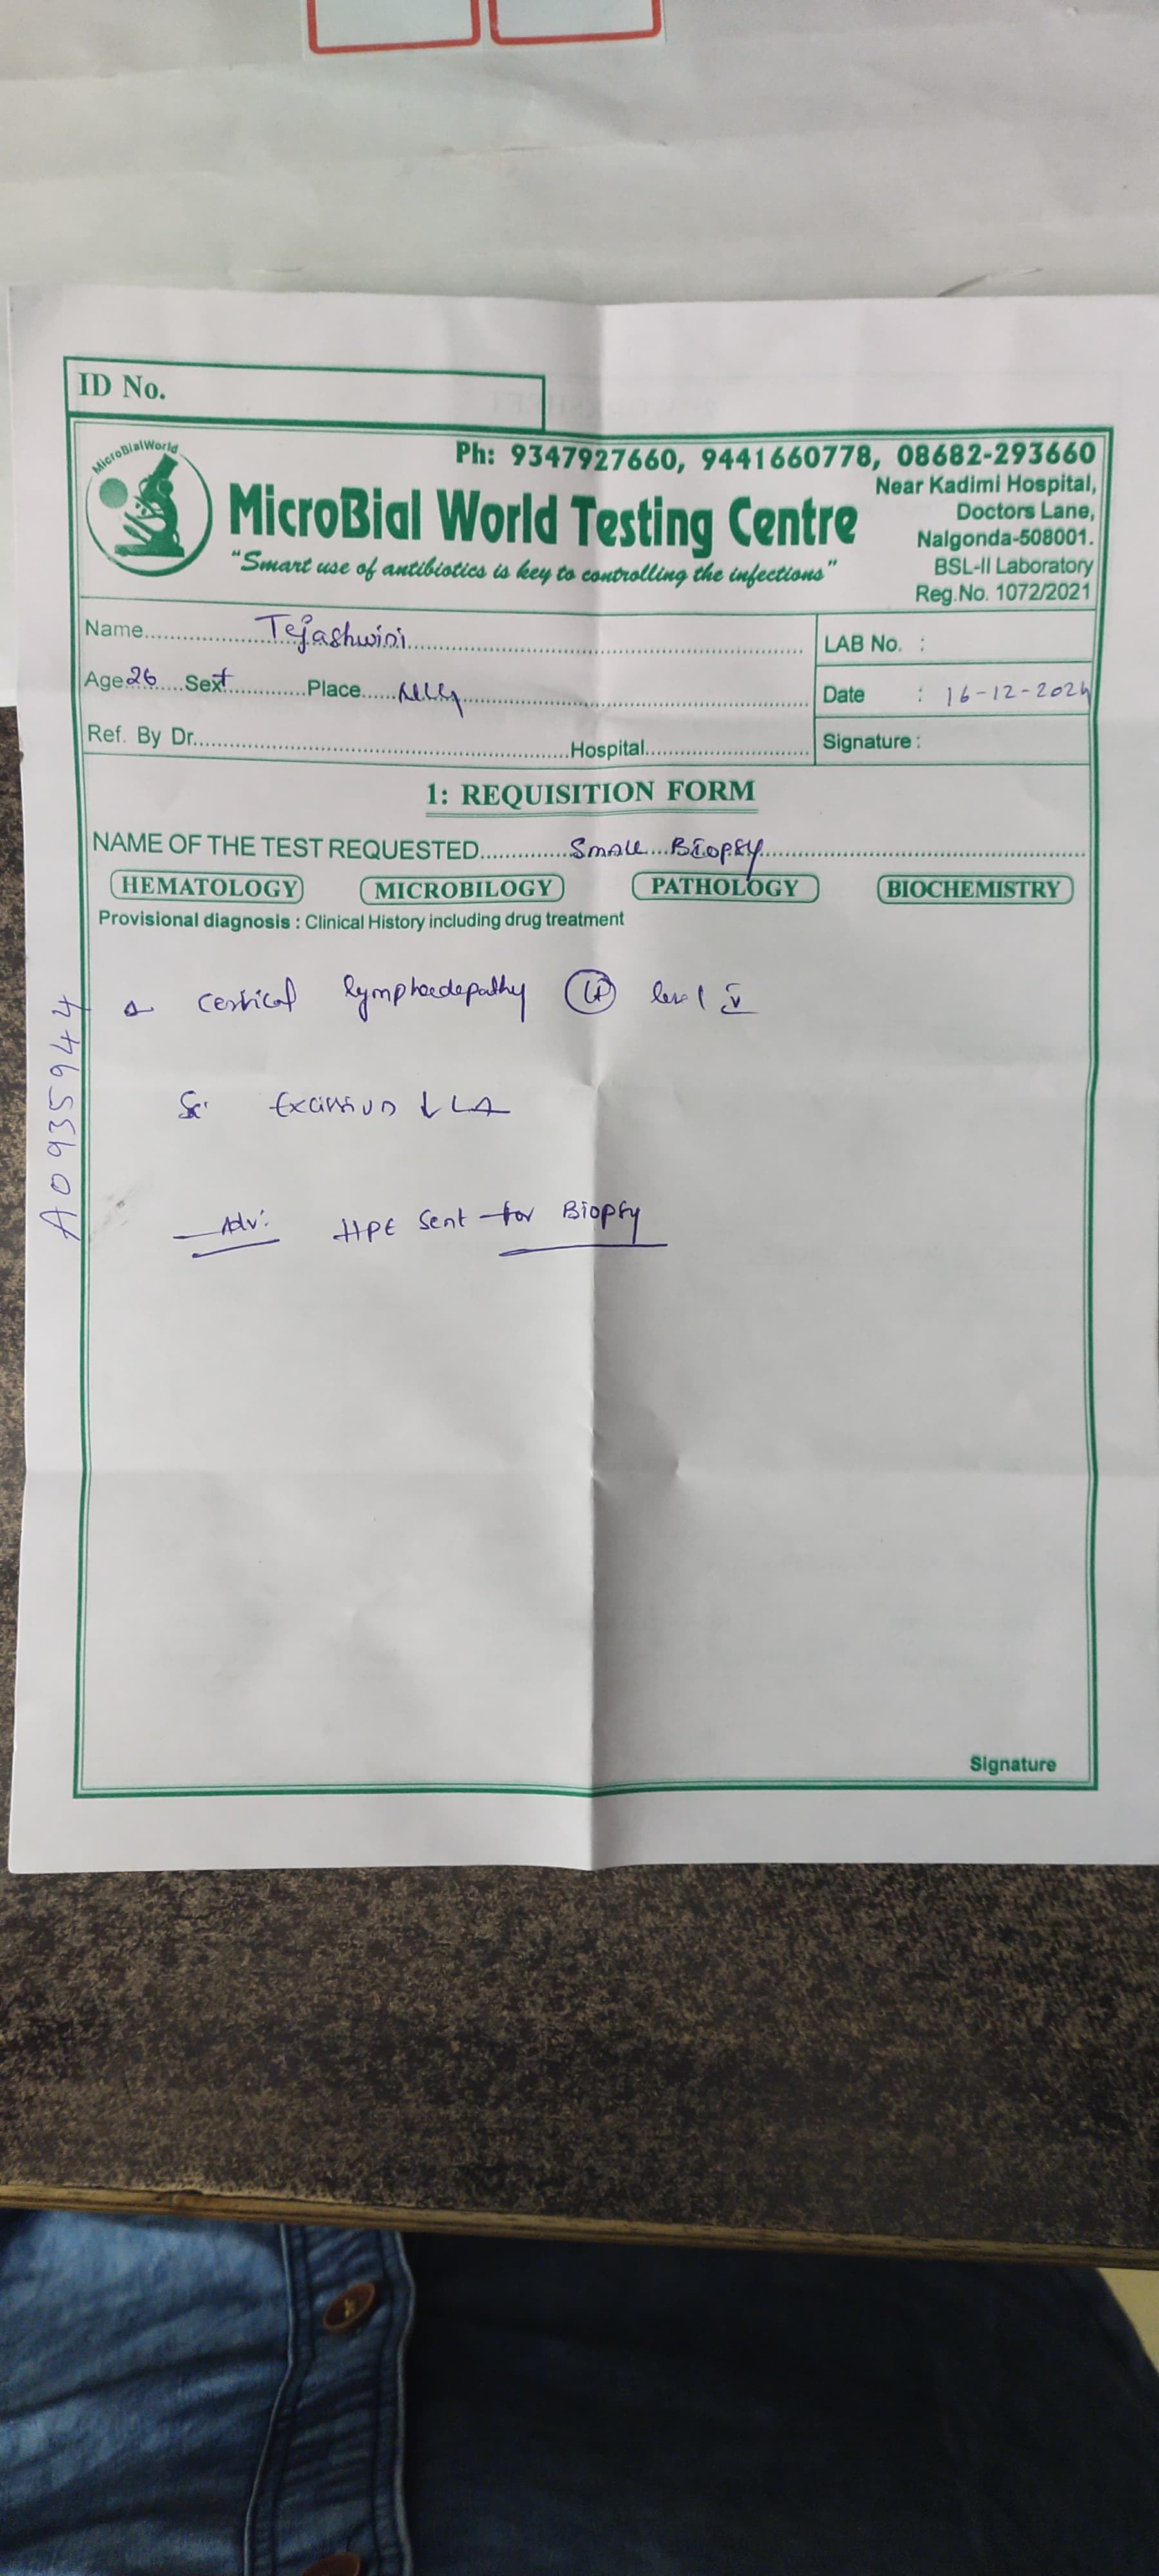 ID No.
MicroBialWorld
Ph: 9347927660, 9441660778, 08682-293660
MicroBial World Testing Centre
"Smart use of antibiotics is key to controlling the infections"
Near Kadimi Hospital,
Doctors Lane,
Nalgonda-508001.
BSL-II Laboratory
Reg.No. 1072/2021
Name Tejashwini
LAB No. :
Age 26 Sex f Place
Date : 16-12-2024
Ref. By Dr. Hospital
Signature :
1: REQUISITION FORM
NAME OF THE TEST REQUESTED Small Biopsy
HEMATOLOGY MICROBILOGY PATHOLOGY BIOCHEMISTRY
Provisional diagnosis : Clinical History including drug treatment
∆ cervical lymphoedepathy (Lt) level V
Excision ↓ LA
Adv: HPE sent for Biopsy
A0935944
Signature